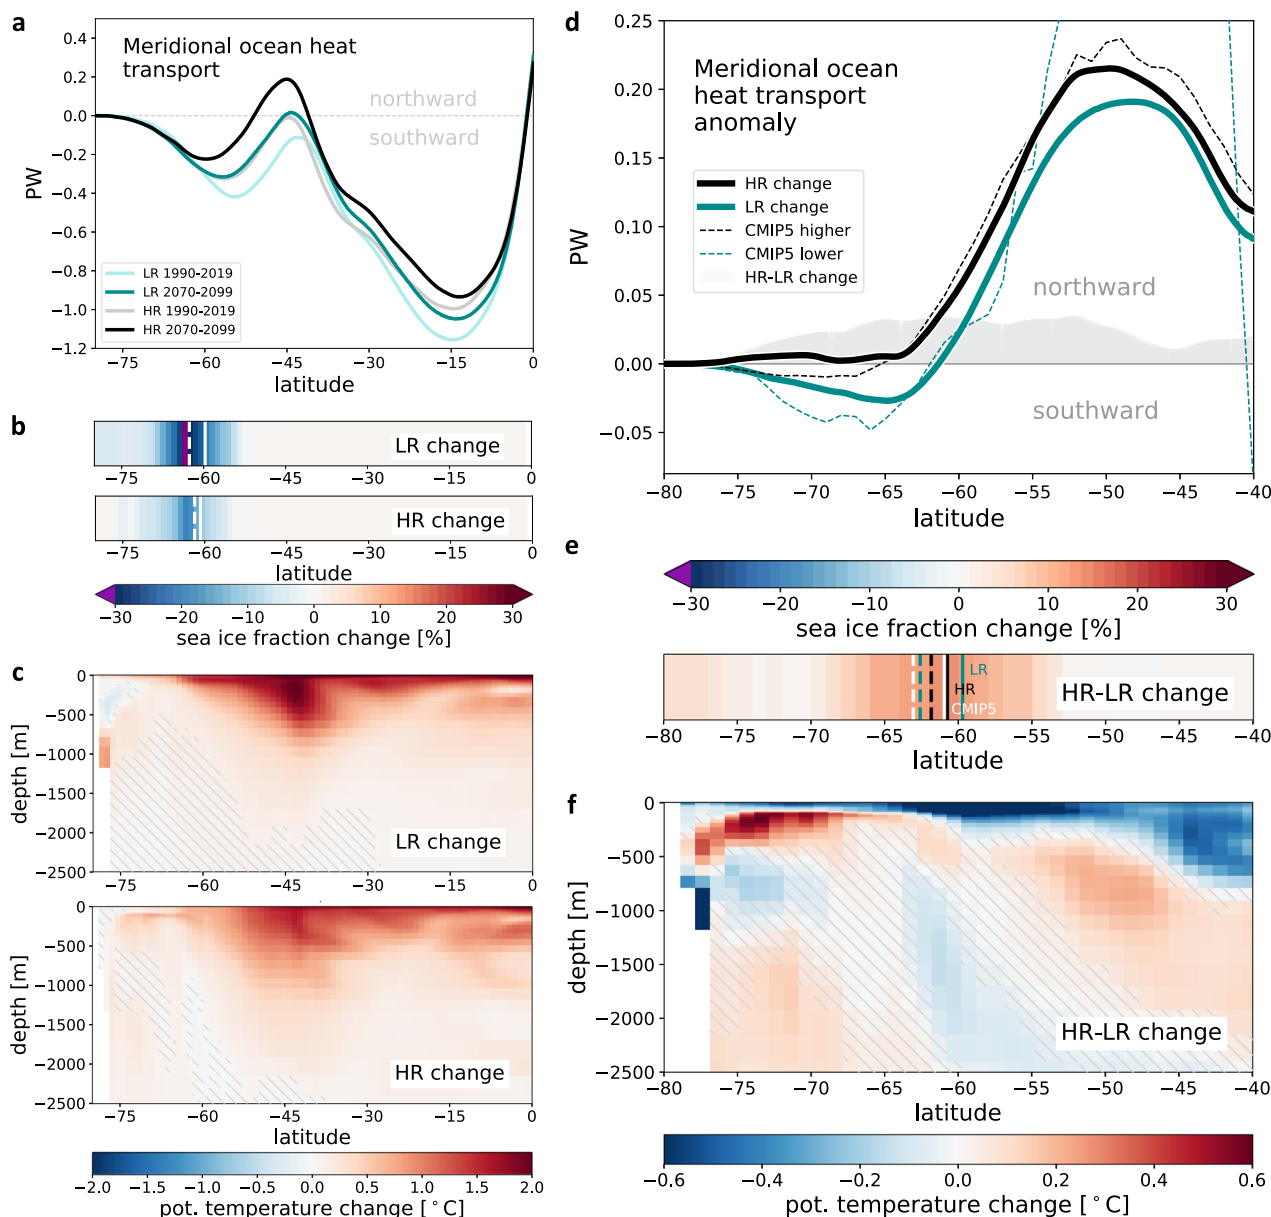 a
Meridional ocean heat
transport
northward
southward
PW
0.4
0.2
0.0
−0.2
−0.4
−0.6
−0.8
−1.0
−1.2
LR 1990-2019
LR 2070-2099
HR 1990-2019
HR 2070-2099
−75 −60 −45 −30 −15 0
latitude
b
LR change
−75 −60 −45 −30 −15 0
HR change
−75 −60 −45 −30 −15 0
latitude
−30 −20 −10 0 10 20 30
sea ice fraction change [%]
c
depth [m]
0
−500
−1000
−1500
−2000
−2500
LR change
−75 −60 −45 −30 −15 0
depth [m]
0
−500
−1000
−1500
−2000
−2500
HR change
−75 −60 −45 −30 −15 0
latitude
−2.0 −1.5 −1.0 −0.5 0.0 0.5 1.0 1.5 2.0
pot. temperature change [°C]
d
Meridional ocean
heat transport
anomaly
PW
0.25
0.20
0.15
0.10
0.05
0.00
−0.05
HR change
LR change
CMIP5 higher
CMIP5 lower
HR-LR change
northward
southward
−80 −75 −70 −65 −60 −55 −50 −45 −40
latitude
e
−30 −20 −10 0 10 20 30
sea ice fraction change [%]
LR
HR
CMIP5
HR-LR change
−80 −75 −70 −65 −60 −55 −50 −45 −40
latitude
f
depth [m]
0
−500
−1000
−1500
−2000
−2500
HR-LR change
−80 −75 −70 −65 −60 −55 −50 −45 −40
latitude
−0.6 −0.4 −0.2 0.0 0.2 0.4 0.6
pot. temperature change [°C]